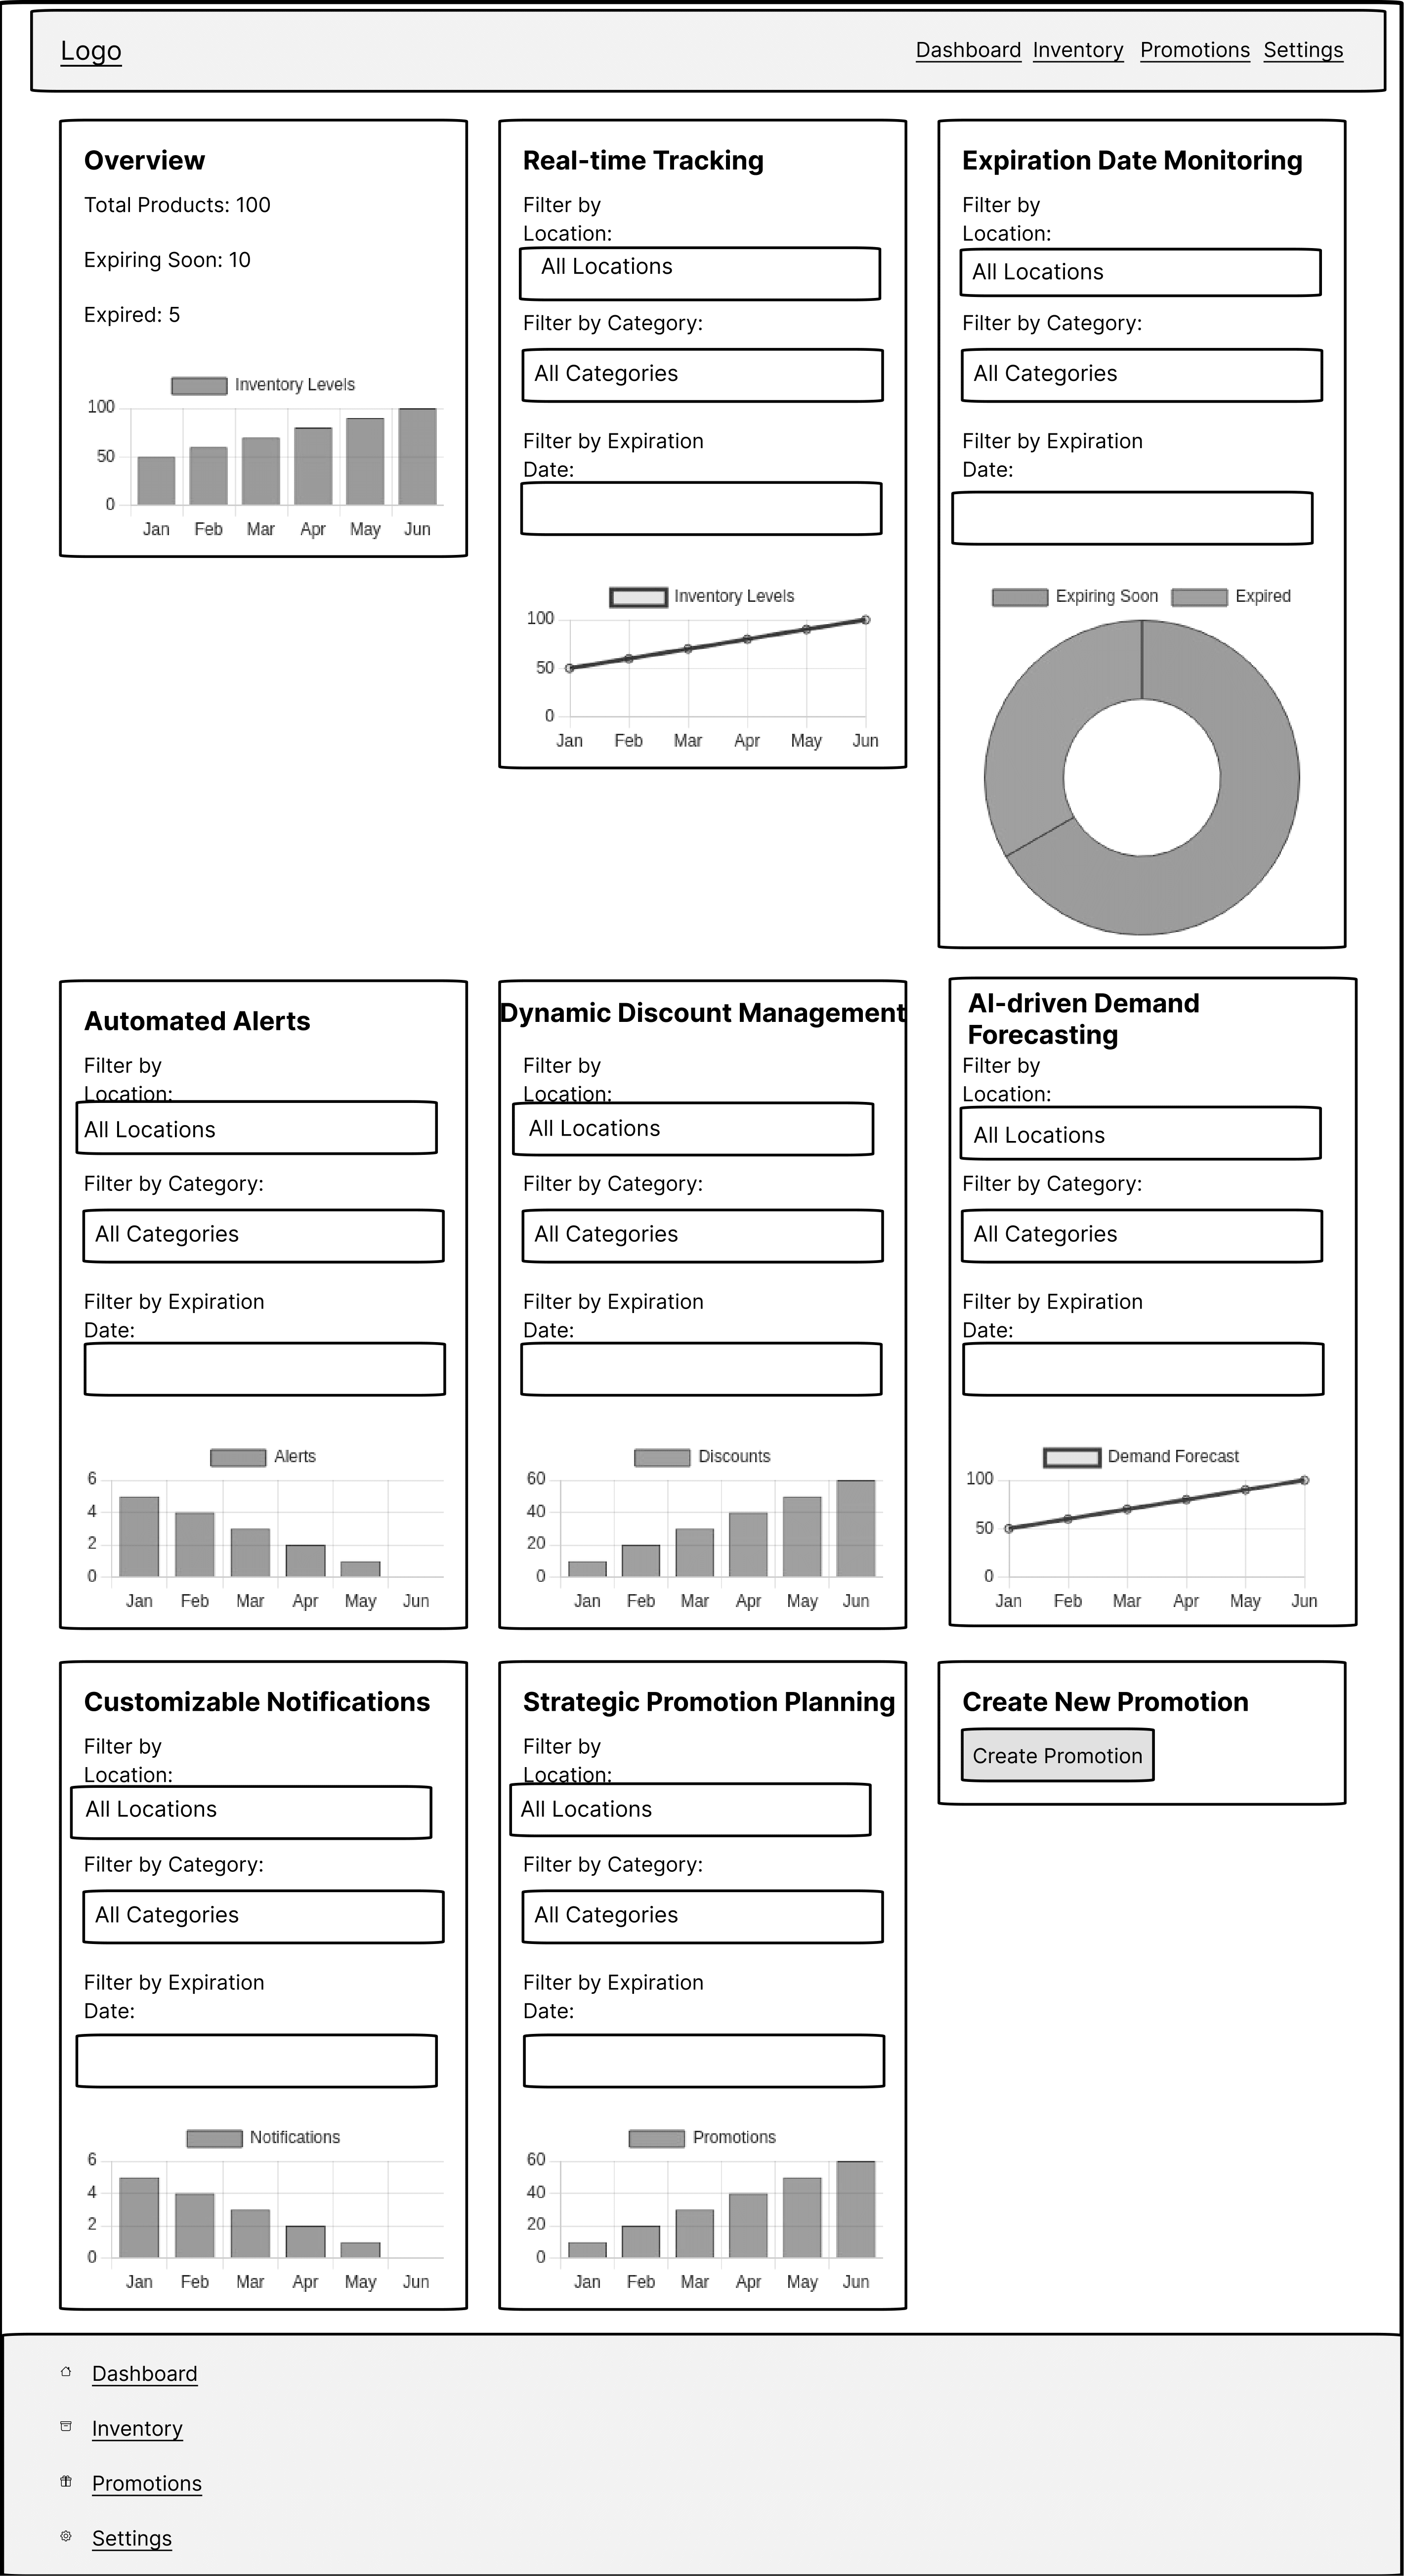 Logo
Dashboard Inventory Promotions Settings
Overview
Total Products: 100
Expiring Soon: 10
Expired: 5
Inventory Levels
100
50
0
Jan Feb Mar Apr May Jun
Real-time Tracking
Filter by
Location:
All Locations
Filter by Category:
All Categories
Filter by Expiration
Date:
Inventory Levels
100
50
0
Jan Feb Mar Apr May Jun
Expiration Date Monitoring
Filter by
Location:
All Locations
Filter by Category:
All Categories
Filter by Expiration
Date:
Expiring Soon Expired
Automated Alerts
Filter by
Location:
All Locations
Filter by Category:
All Categories
Filter by Expiration
Date:
Alerts
6
4
2
0
Jan Feb Mar Apr May Jun
Dynamic Discount Management
Filter by
Location:
All Locations
Filter by Category:
All Categories
Filter by Expiration
Date:
Discounts
60
40
20
0
Jan Feb Mar Apr May Jun
AI-driven Demand
Forecasting
Filter by
Location:
All Locations
Filter by Category:
All Categories
Filter by Expiration
Date:
Demand Forecast
100
50
0
Jan Feb Mar Apr May Jun
Customizable Notifications
Filter by
Location:
All Locations
Filter by Category:
All Categories
Filter by Expiration
Date:
Notifications
6
4
2
0
Jan Feb Mar Apr May Jun
Strategic Promotion Planning
Filter by
Location:
All Locations
Filter by Category:
All Categories
Filter by Expiration
Date:
Promotions
60
40
20
0
Jan Feb Mar Apr May Jun
Create New Promotion
Create Promotion
Dashboard
Inventory
Promotions
Settings